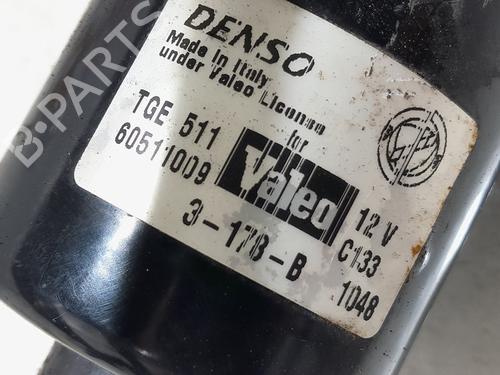 DENSO
Made in Italy
under Valeo License
for
TGE 511
60511009
Valeo
12 V
C133
3-178-B
1048
B-PARTS